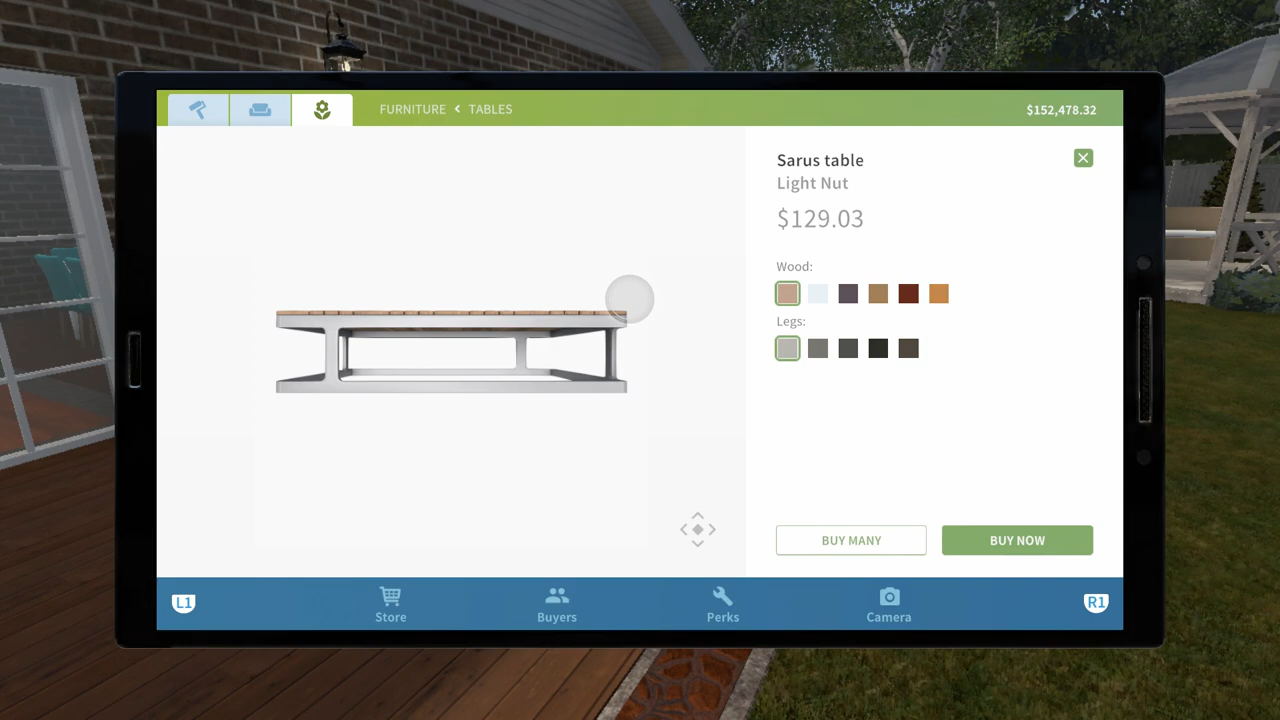 FURNITURE < TABLES
$152,478.32
Sarus table
Light Nut
$129.03
Wood:
Legs:
BUY MANY
BUY NOW
L1
Store
Buyers
Perks
Camera
R1